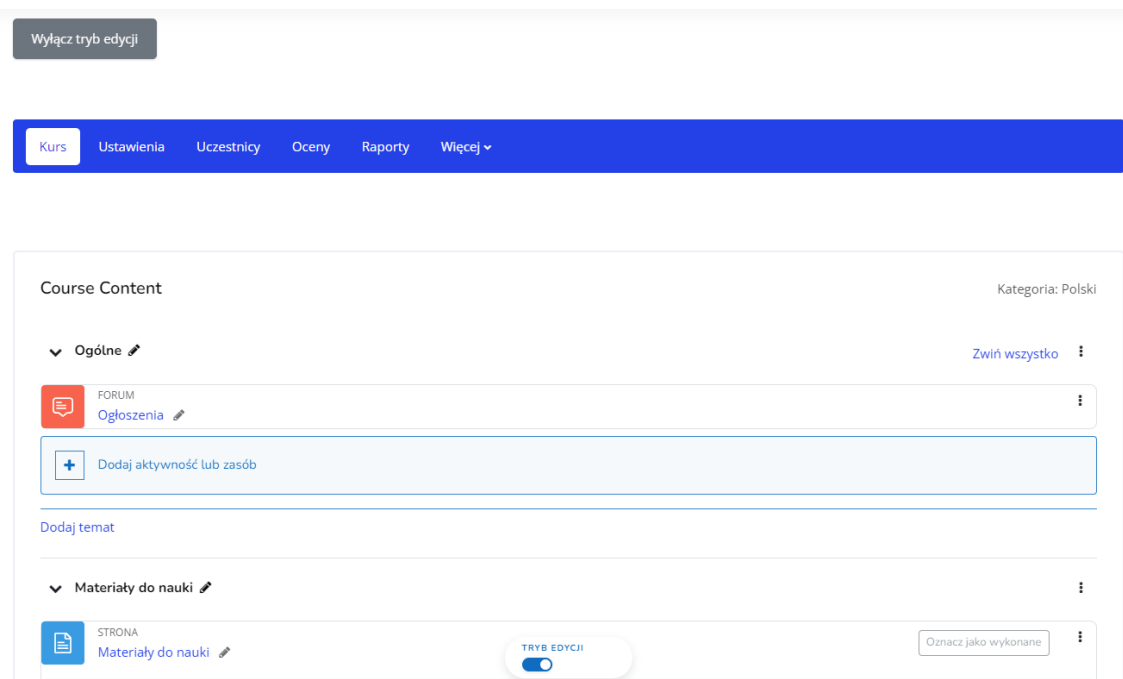 Wyłącz tryb edycji
Kurs Ustawienia Uczestnicy Oceny Raporty Więcej
Course Content Kategoria: Polski
Ogólne Zwiń wszystko
FORUM
Ogłoszenia
Dodaj aktywność lub zasób
Dodaj temat
Materiały do nauki
STRONA
Materiały do nauki Oznacz jako wykonane
TRYB EDYCJI